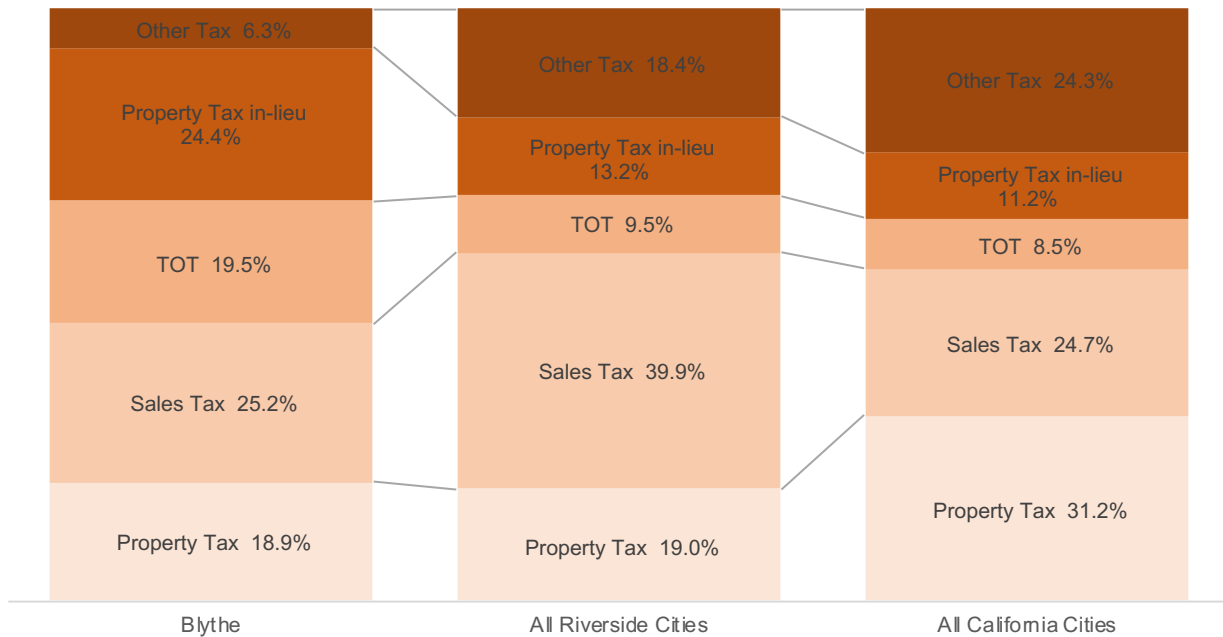 Other Tax 6.3%
Property Tax in-lieu
24.4%
TOT 19.5%
Sales Tax 25.2%
Property Tax 18.9%
Blythe
Other Tax 18.4%
Property Tax in-lieu
13.2%
TOT 9.5%
Sales Tax 39.9%
Property Tax 19.0%
All Riverside Cities
Other Tax 24.3%
Property Tax in-lieu
11.2%
TOT 8.5%
Sales Tax 24.7%
Property Tax 31.2%
All California Cities